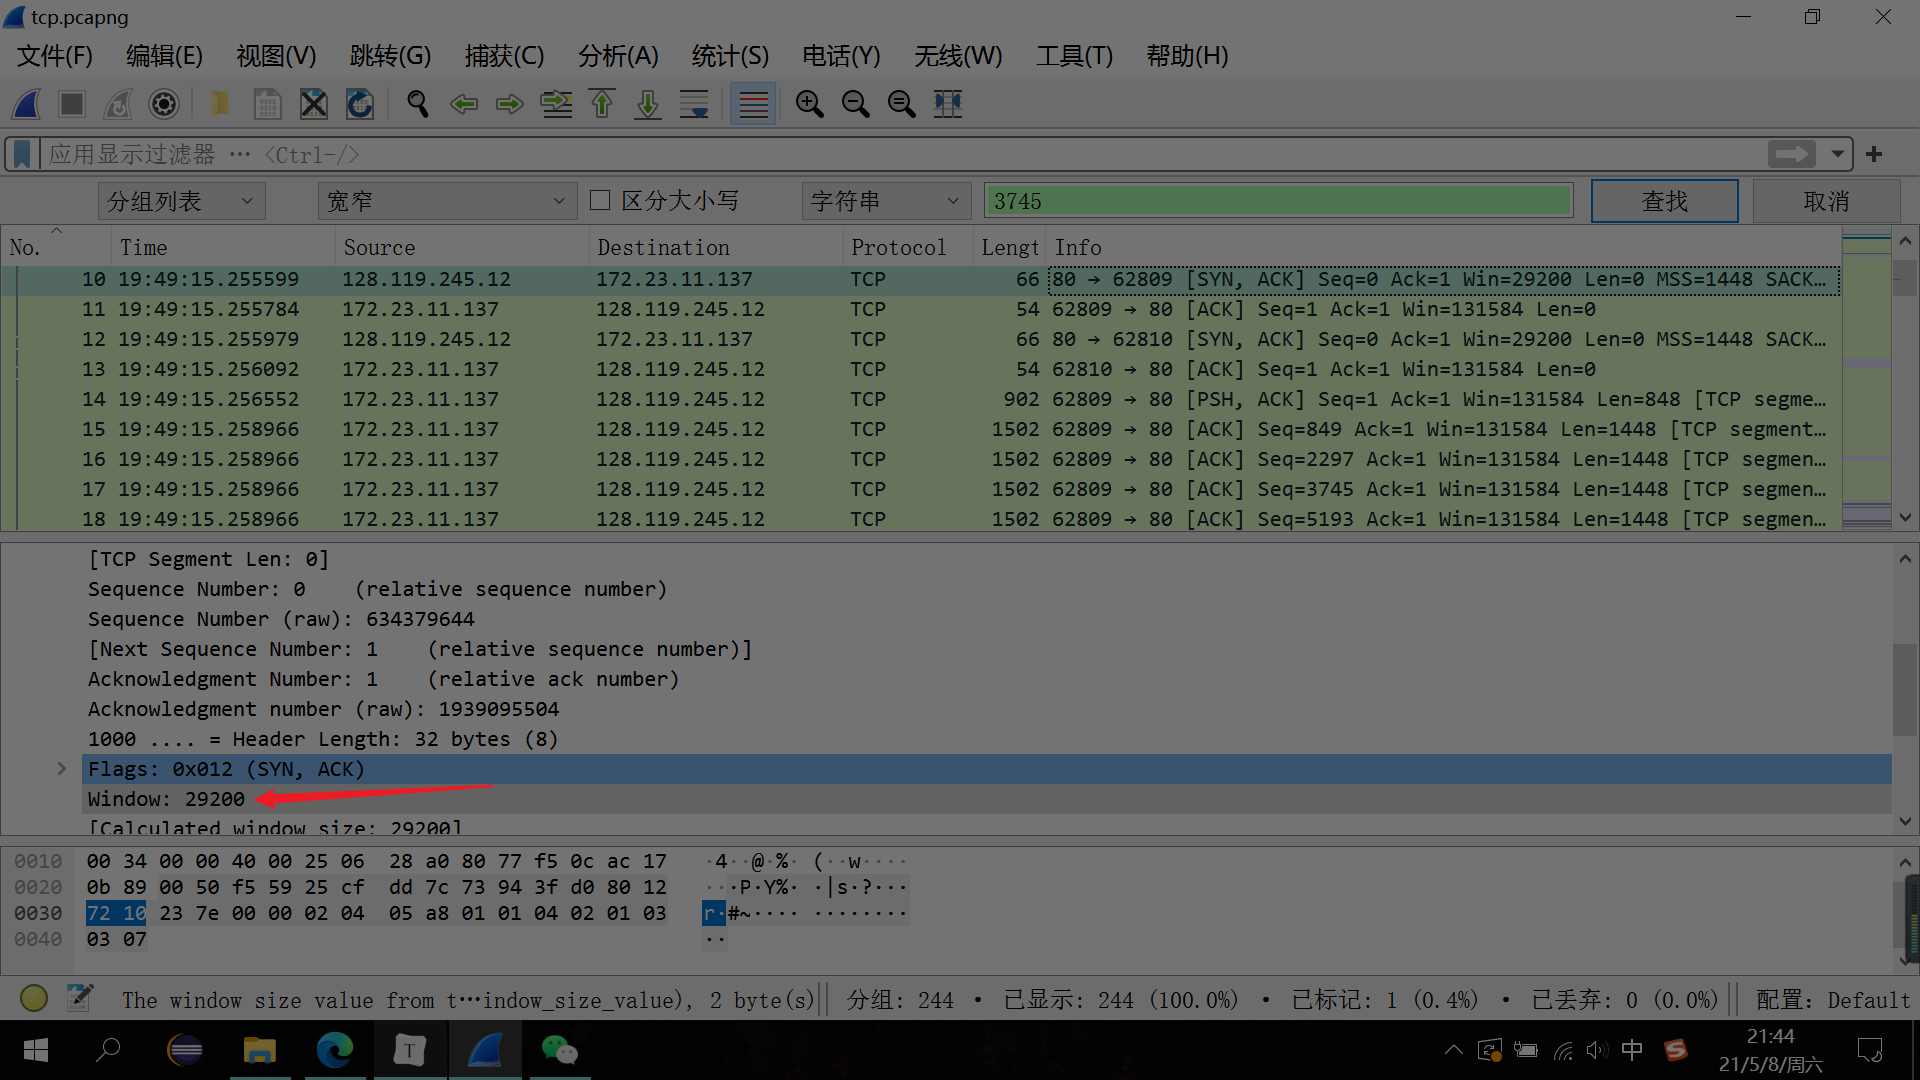 tcp.pcapng
文件(F) 编辑(E) 视图(V) 跳转(G) 捕获(C) 分析(A) 统计(S) 电话(Y) 无线(W) 工具(T) 帮助(H)
应用显示过滤器 … <Ctrl-/>
分组列表 宽窄 区分大小写 字符串 3745 查找 取消
No. Time Source Destination Protocol Lengt Info
10 19:49:15.255599 128.119.245.12 172.23.11.137 TCP 66 80 → 62809 [SYN, ACK] Seq=0 Ack=1 Win=29200 Len=0 MSS=1448 SACK…
11 19:49:15.255784 172.23.11.137 128.119.245.12 TCP 54 62809 → 80 [ACK] Seq=1 Ack=1 Win=131584 Len=0
12 19:49:15.255979 128.119.245.12 172.23.11.137 TCP 66 80 → 62810 [SYN, ACK] Seq=0 Ack=1 Win=29200 Len=0 MSS=1448 SACK…
13 19:49:15.256092 172.23.11.137 128.119.245.12 TCP 54 62810 → 80 [ACK] Seq=1 Ack=1 Win=131584 Len=0
14 19:49:15.256552 172.23.11.137 128.119.245.12 TCP 902 62809 → 80 [PSH, ACK] Seq=1 Ack=1 Win=131584 Len=848 [TCP segme…
15 19:49:15.258966 172.23.11.137 128.119.245.12 TCP 1502 62809 → 80 [ACK] Seq=849 Ack=1 Win=131584 Len=1448 [TCP segment…
16 19:49:15.258966 172.23.11.137 128.119.245.12 TCP 1502 62809 → 80 [ACK] Seq=2297 Ack=1 Win=131584 Len=1448 [TCP segmen…
17 19:49:15.258966 172.23.11.137 128.119.245.12 TCP 1502 62809 → 80 [ACK] Seq=3745 Ack=1 Win=131584 Len=1448 [TCP segmen…
18 19:49:15.258966 172.23.11.137 128.119.245.12 TCP 1502 62809 → 80 [ACK] Seq=5193 Ack=1 Win=131584 Len=1448 [TCP segmen…
[TCP Segment Len: 0]
Sequence Number: 0 (relative sequence number)
Sequence Number (raw): 634379644
[Next Sequence Number: 1 (relative sequence number)]
Acknowledgment Number: 1 (relative ack number)
Acknowledgment number (raw): 1939095504
1000 .... = Header Length: 32 bytes (8)
Flags: 0x012 (SYN, ACK)
Window: 29200
[Calculated window size: 29200]
0010 00 34 00 00 40 00 25 06 28 a0 80 77 f5 0c ac 17 ·4··@·%· (··w····
0020 0b 89 00 50 f5 59 25 cf dd 7c 73 94 3f d0 80 12 ···P·Y%· ·|s·?···
0030 72 10 23 7e 00 00 02 04 05 a8 01 01 04 02 01 03 r·#~···· ········
0040 03 07 ··
The window size value from t…indow_size_value), 2 byte(s) 分组: 244 · 已显示: 244 (100.0%) · 已标记: 1 (0.4%) · 已丢弃: 0 (0.0%) 配置: Default
T 中 S 21:44
21/5/8/周六